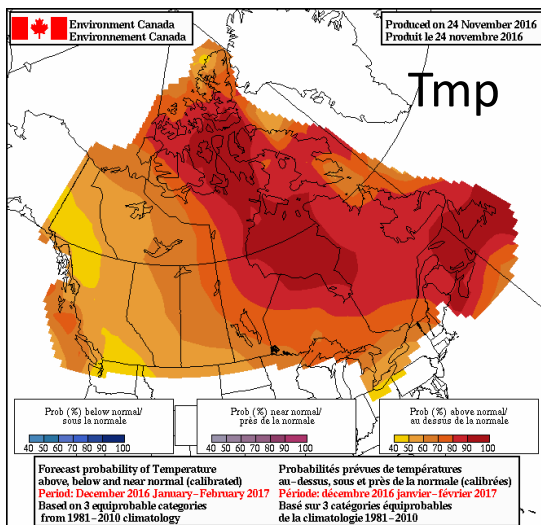 Environment Canada
Environnement Canada
Produced on 24 November 2016
Produit le 24 novembre 2016
Tmp
Prob (%) below normal/
sous la normale
40 50 60 70 80 90 100
Prob (%) near normal/
près de la normale
40 50 60 70 80 90 100
Prob (%) above normal/
au dessus de la normale
40 50 60 70 80 90 100
Forecast probability of Temperature
above, below and near normal (calibrated)
Period: December 2016 January–February 2017
Based on 3 equiprobable categories
from 1981–2010 climatology
Probabilités prévues de températures
au–dessus, sous et près de la normale (calibrées)
Période: décembre 2016 janvier–février 2017
Basé sur 3 catégories équiprobables
de la climatologie 1981–2010